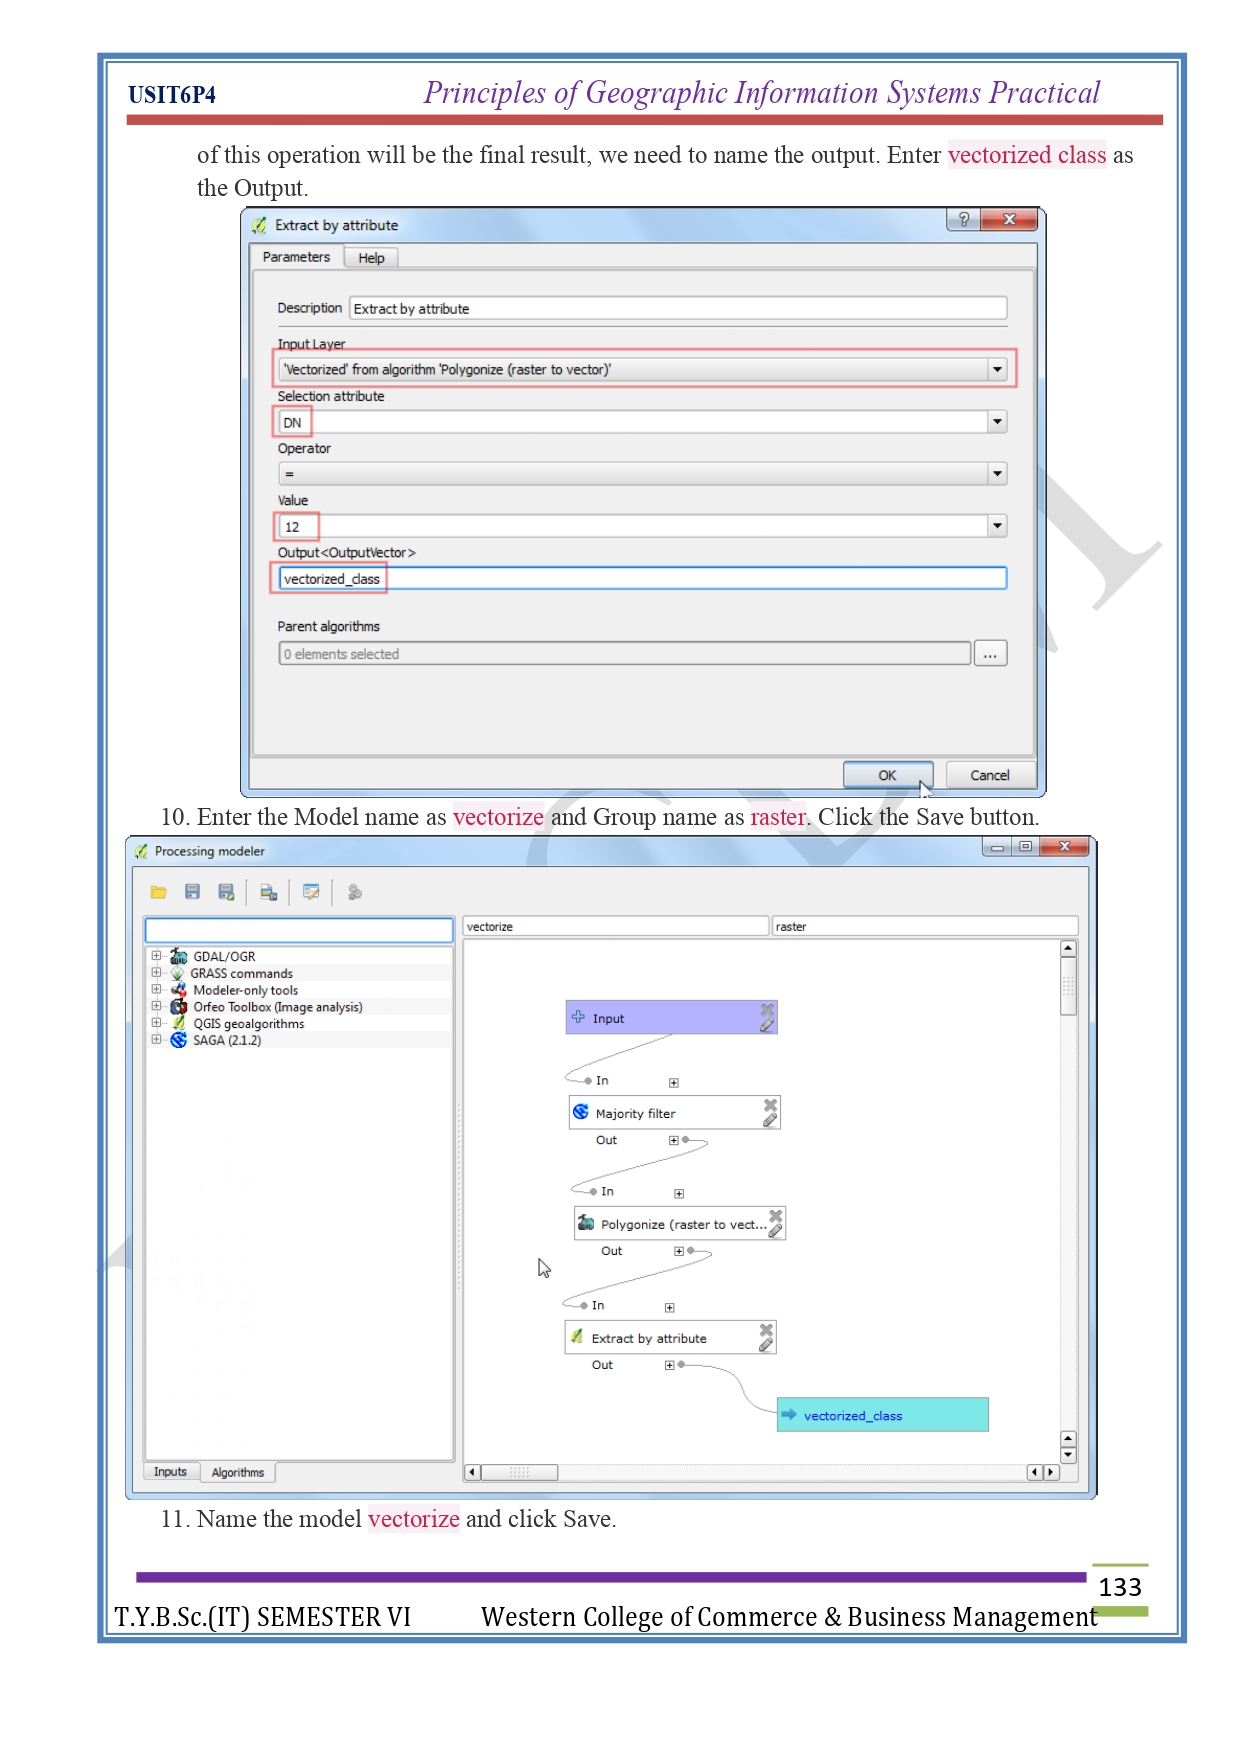 USIT6P4 Principles of Geographic Information Systems Practical
of this operation will be the final result, we need to name the output. Enter vectorized class as
the Output.
Extract by attribute
Parameters Help
Description Extract by attribute
Input Layer
'Vectorized' from algorithm 'Polygonize (raster to vector)'
Selection attribute
DN
Operator
=
Value
12
Output<OutputVector>
vectorized_class
Parent algorithms
0 elements selected ...
OK Cancel
10. Enter the Model name as vectorize and Group name as raster. Click the Save button.
Processing modeler
vectorize raster
GDAL/OGR
GRASS commands
Modeler-only tools
Orfeo Toolbox (Image analysis)
QGIS geoalgorithms
SAGA (2.1.2)
Input
In
Majority filter
Out
In
Polygonize (raster to vect...
Out
In
Extract by attribute
Out
vectorized_class
Inputs Algorithms
11. Name the model vectorize and click Save.
133
T.Y.B.Sc.(IT) SEMESTER VI Western College of Commerce & Business Management